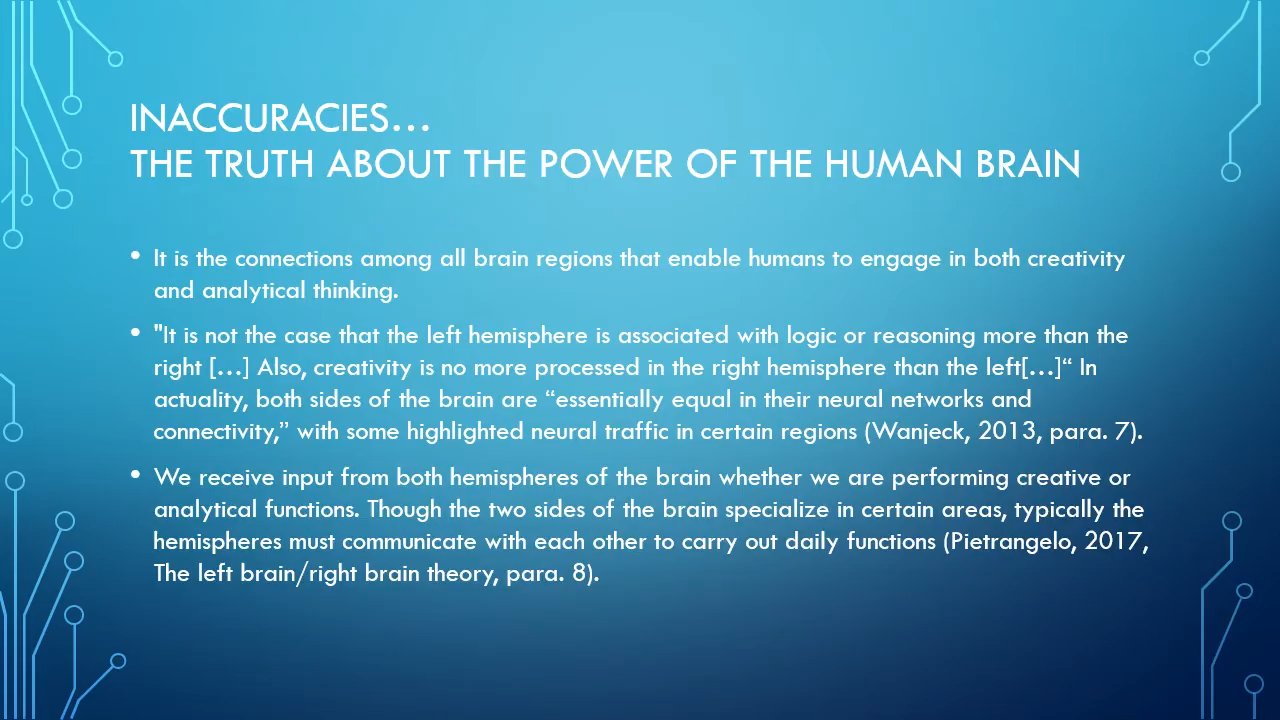 INACCURACIES...
THE TRUTH ABOUT THE POWER OF THE HUMAN BRAIN
• It is the connections among all brain regions that enable humans to engage in both creativity
and analytical thinking.
• "It is not the case that the left hemisphere is associated with logic or reasoning more than the
right […] Also, creativity is no more processed in the right hemisphere than the left[…]“ In
actuality, both sides of the brain are “essentially equal in their neural networks and
connectivity,” with some highlighted neural traffic in certain regions (Wanjeck, 2013, para. 7).
• We receive input from both hemispheres of the brain whether we are performing creative or
analytical functions. Though the two sides of the brain specialize in certain areas, typically the
hemispheres must communicate with each other to carry out daily functions (Pietrangelo, 2017,
The left brain/right brain theory, para. 8).